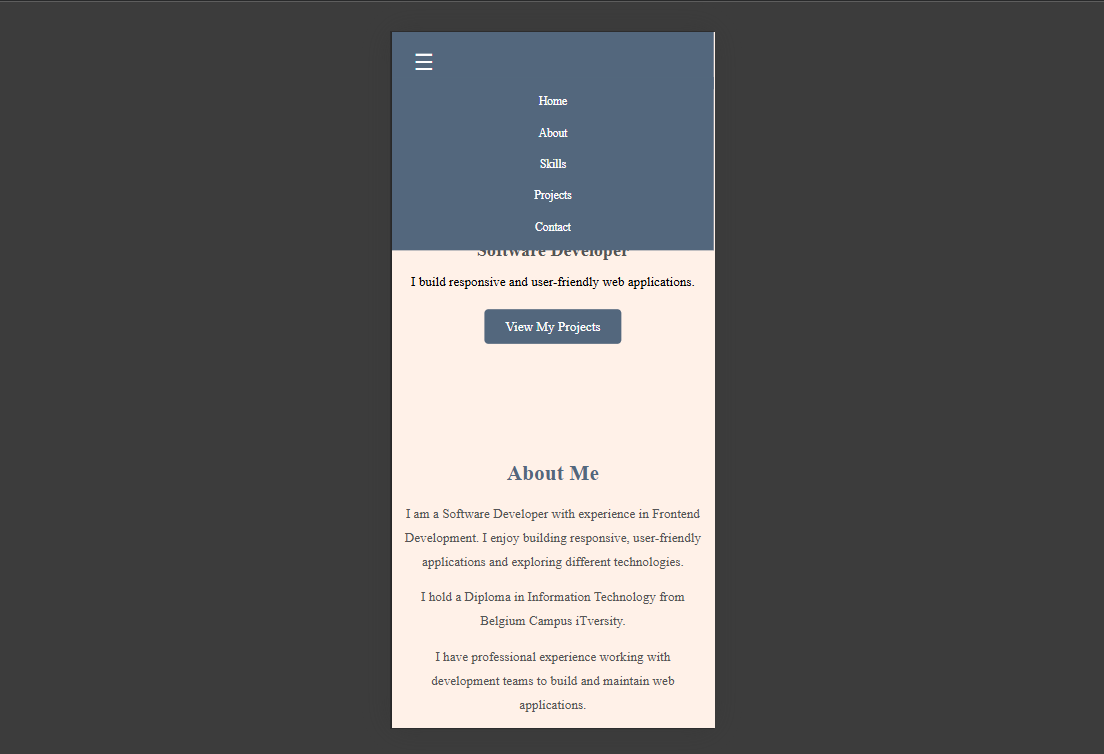 ☰
Home
About
Skills
Projects
Contact
Software Developer
I build responsive and user-friendly web applications.
View My Projects
About Me
I am a Software Developer with experience in Frontend
Development. I enjoy building responsive, user-friendly
applications and exploring different technologies.
I hold a Diploma in Information Technology from
Belgium Campus iTversity.
I have professional experience working with
development teams to build and maintain web
applications.